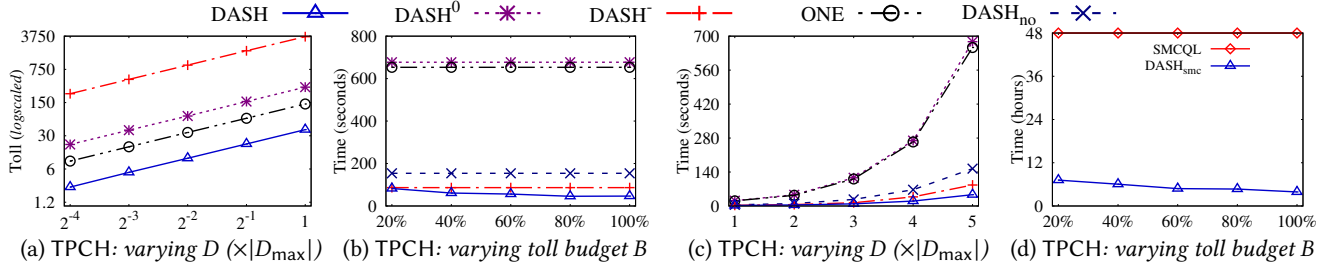 DASH DASH⁰ DASH⁻ ONE DASHₙₒ
Toll (logscaled)
3750
750
150
30
6
1.2
2⁻⁴ 2⁻³ 2⁻² 2⁻¹ 1
(a) TPCH: varying D (×|Dₘₐₓ|)
Time (seconds)
800
600
400
200
0
20% 40% 60% 80% 100%
(b) TPCH: varying toll budget B
Time (seconds)
700
560
420
280
140
0
1 2 3 4 5
(c) TPCH: varying D (×|Dₘₐₓ|)
Time (hours)
48
36
24
12
0
SMCQL
DASHsmc
20% 40% 60% 80% 100%
(d) TPCH: varying toll budget B